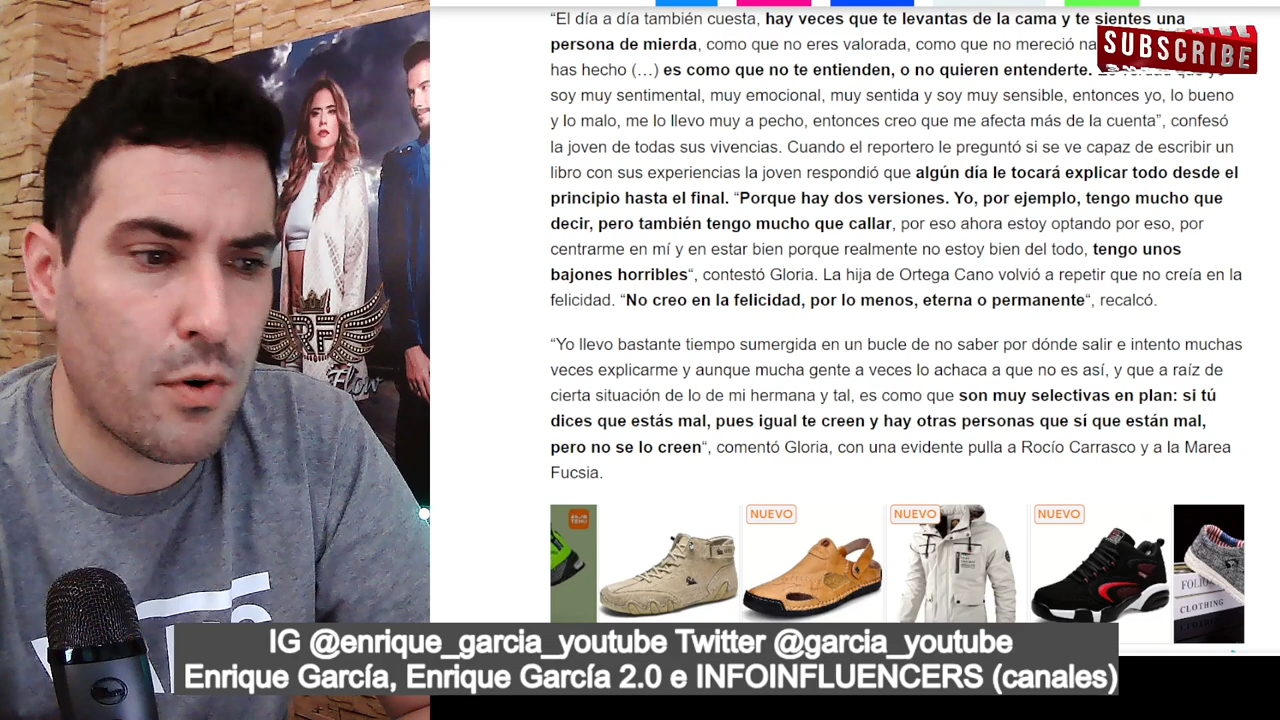 “El día a día también cuesta, hay veces que te levantas de la cama y te sientes una
persona de mierda, como que no eres valorada, como que no mereció
has hecho (…) es como que no te entienden, o no quieren entenderte.
soy muy sentimental, muy emocional, muy sentida y soy muy sensible, entonces yo, lo bueno
y lo malo, me lo llevo muy a pecho, entonces creo que me afecta más de la cuenta”, confesó
la joven de todas sus vivencias. Cuando el reportero le preguntó si se ve capaz de escribir un
libro con sus experiencias la joven respondió que algún día le tocará explicar todo desde el
principio hasta el final. “Porque hay dos versiones. Yo, por ejemplo, tengo mucho que
decir, pero también tengo mucho que callar, por eso ahora estoy optando por eso, por
centrarme en mí y en estar bien porque realmente no estoy bien del todo, tengo unos
bajones horribles“, contestó Gloria. La hija de Ortega Cano volvió a repetir que no creía en la
felicidad. “No creo en la felicidad, por lo menos, eterna o permanente“, recalcó.
“Yo llevo bastante tiempo sumergida en un bucle de no saber por dónde salir e intento muchas
veces explicarme y aunque mucha gente a veces lo achaca a que no es así, y que a raíz de
cierta situación de lo de mi hermana y tal, es como que son muy selectivas en plan: si tú
dices que estás mal, pues igual te creen y hay otras personas que sí que están mal,
pero no se lo creen“, comentó Gloria, con una evidente pulla a Rocío Carrasco y a la Marea
Fucsia.
SUBSCRIBE
RF
Flow
NUEVO
NUEVO
NUEVO
CLOTHING
IG @enrique_garcia_youtube Twitter @garcia_youtube
Enrique García, Enrique García 2.0 e INFOINFLUENCERS (canales)